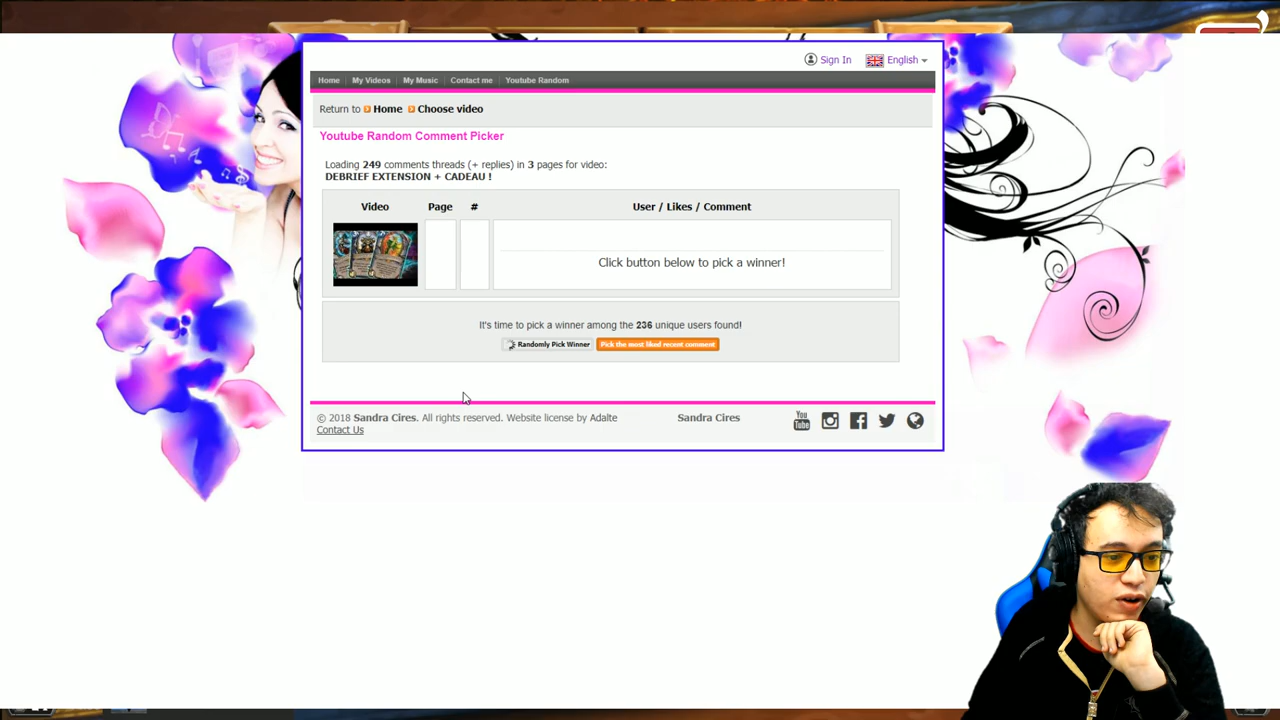 Sign In English
Home My Videos My Music Contact me Youtube Random
Return to Home Choose video
Youtube Random Comment Picker
Loading 249 comments threads (+ replies) in 3 pages for video:
DEBRIEF EXTENSION + CADEAU !
Video Page # User / Likes / Comment
Click button below to pick a winner!
It's time to pick a winner among the 236 unique users found!
Randomly Pick Winner Pick the most liked recent comment
© 2018 Sandra Cires. All rights reserved. Website license by Adalte Sandra Cires
Contact Us
You Tube